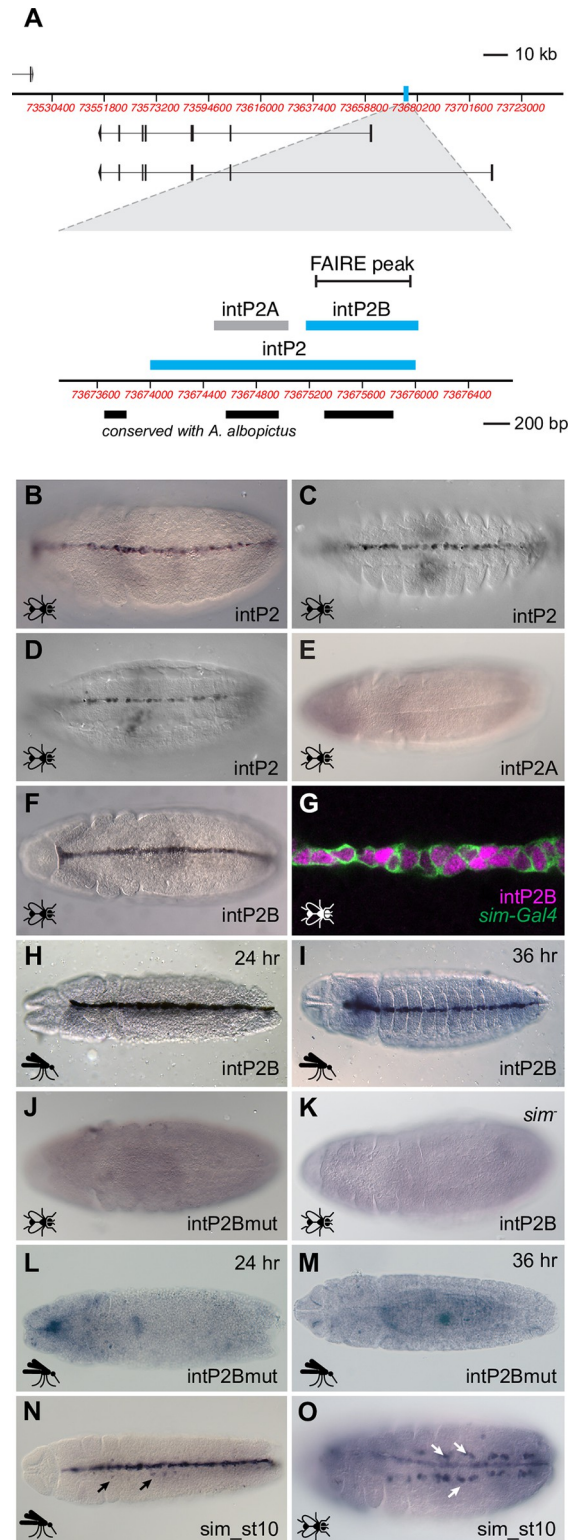 A
10 kb
73530400 73551800 73573200 73594600 73616000 73637400 73658800 73680200 73701600 73723000
FAIRE peak
intP2A intP2B
intP2
73673600 73674000 73674400 73674800 73675200 73675600 73676000 73676400
conserved with A. albopictus
200 bp
B
intP2
C
intP2
D
intP2
E
intP2A
F
intP2B
G
intP2B
sim-Gal4
H
24 hr
intP2B
I
36 hr
intP2B
J
intP2Bmut
K
sim-
intP2B
L
24 hr
intP2Bmut
M
36 hr
intP2Bmut
N
sim_st10
O
sim_st10